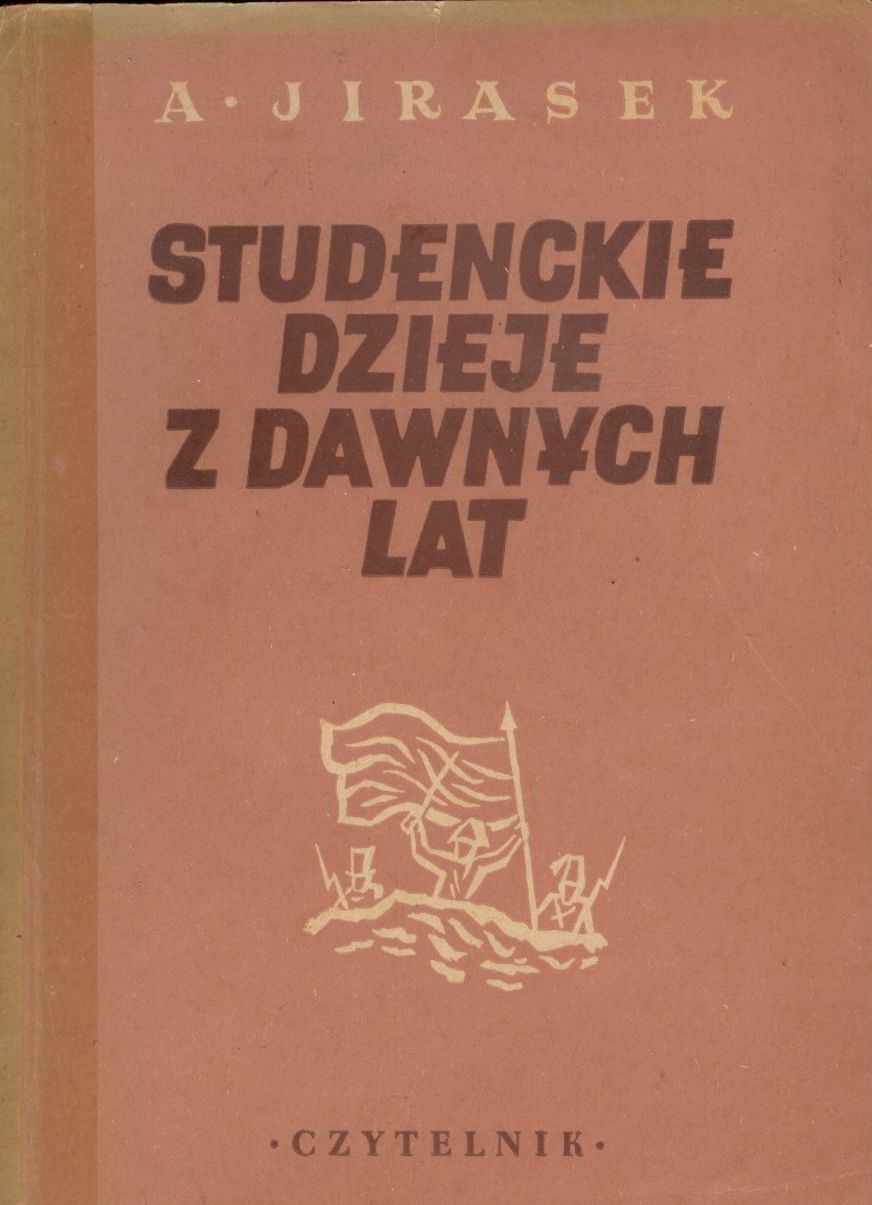 A · JIRASEK
STUDENCKIE
DZIEJE
Z DAWNYCH
LAT
· CZYTELNIK ·